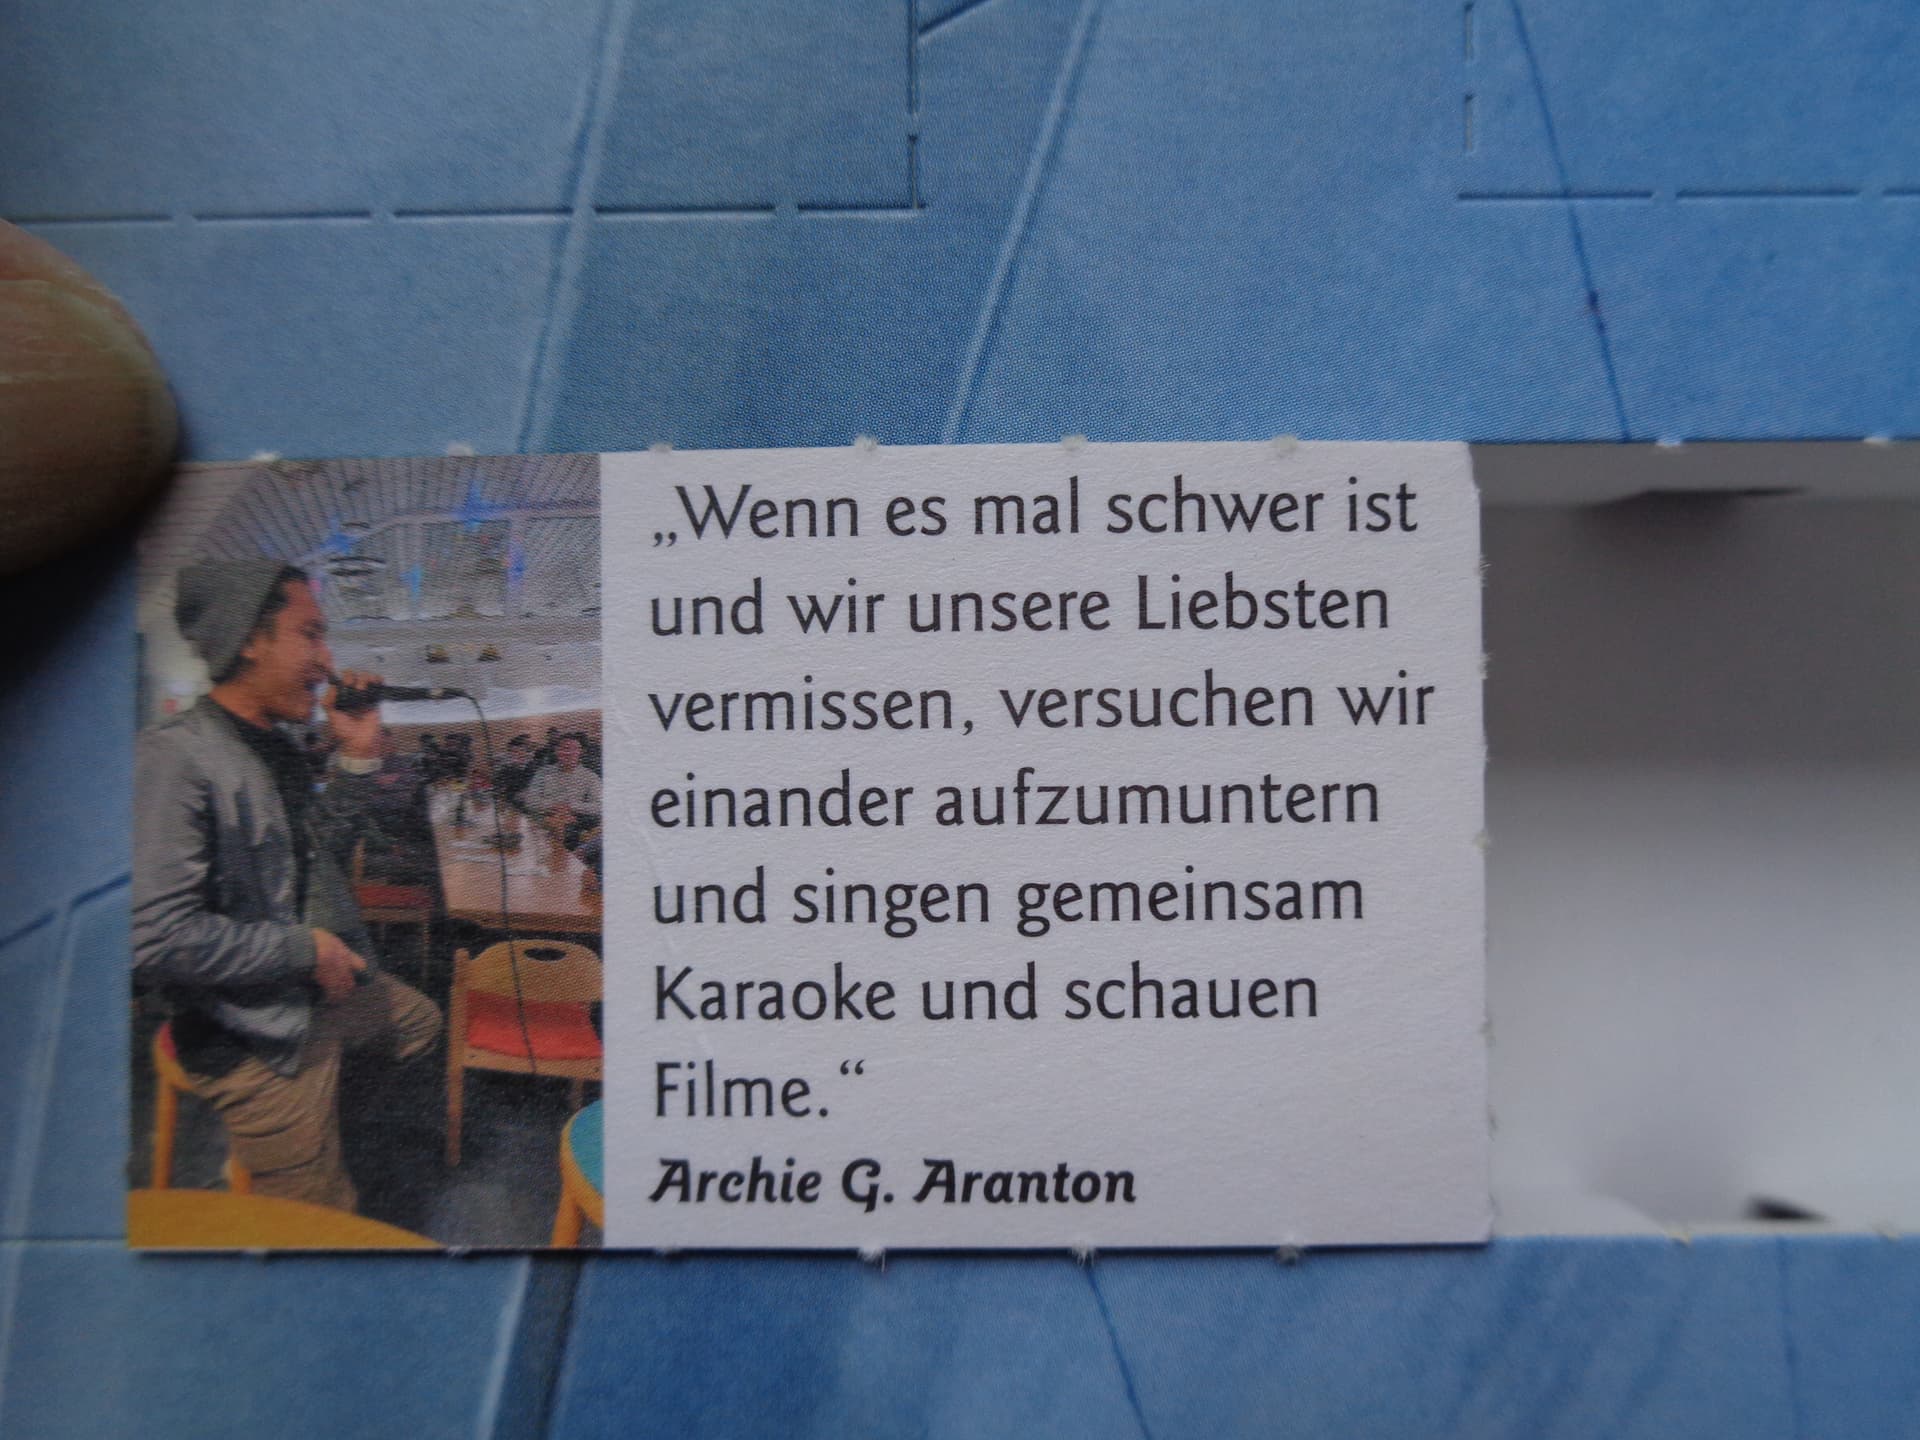 „Wenn es mal schwer ist
und wir unsere Liebsten
vermissen, versuchen wir
einander aufzumuntern
und singen gemeinsam
Karaoke und schauen
Filme.“
Archie G. Aranton